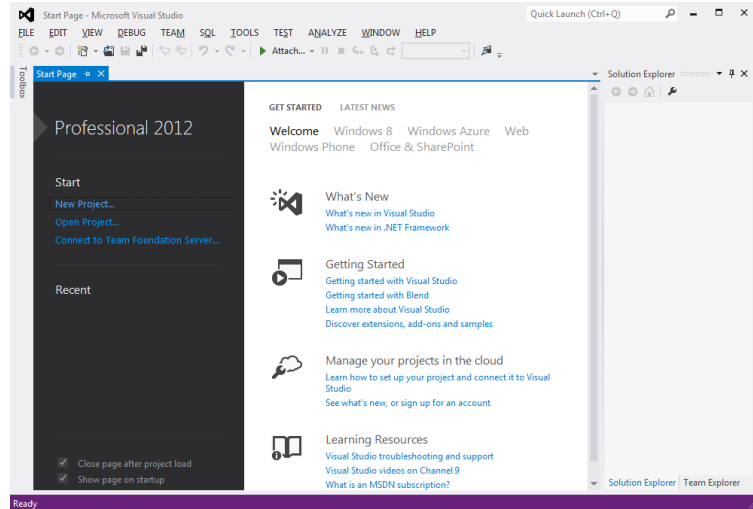 Start Page - Microsoft Visual Studio
Quick Launch (Ctrl+Q)
FILE EDIT VIEW DEBUG TEAM SQL TOOLS TEST ANALYZE WINDOW HELP
Attach...
Toolbox
Start Page
Solution Explorer
Professional 2012
Start
New Project...
Open Project...
Connect to Team Foundation Server...
Recent
Close page after project load
Show page on startup
GET STARTED LATEST NEWS
Welcome Windows 8 Windows Azure Web
Windows Phone Office & SharePoint
What's New
What's new in Visual Studio
What's new in .NET Framework
Getting Started
Getting started with Visual Studio
Getting started with Blend
Learn more about Visual Studio
Discover extensions, add-ons and samples
Manage your projects in the cloud
Learn how to set up your project and connect it to Visual
Studio
See what's new, or sign up for an account
Learning Resources
Visual Studio troubleshooting and support
Visual Studio videos on Channel 9
What is an MSDN subscription?
Solution Explorer Team Explorer
Ready